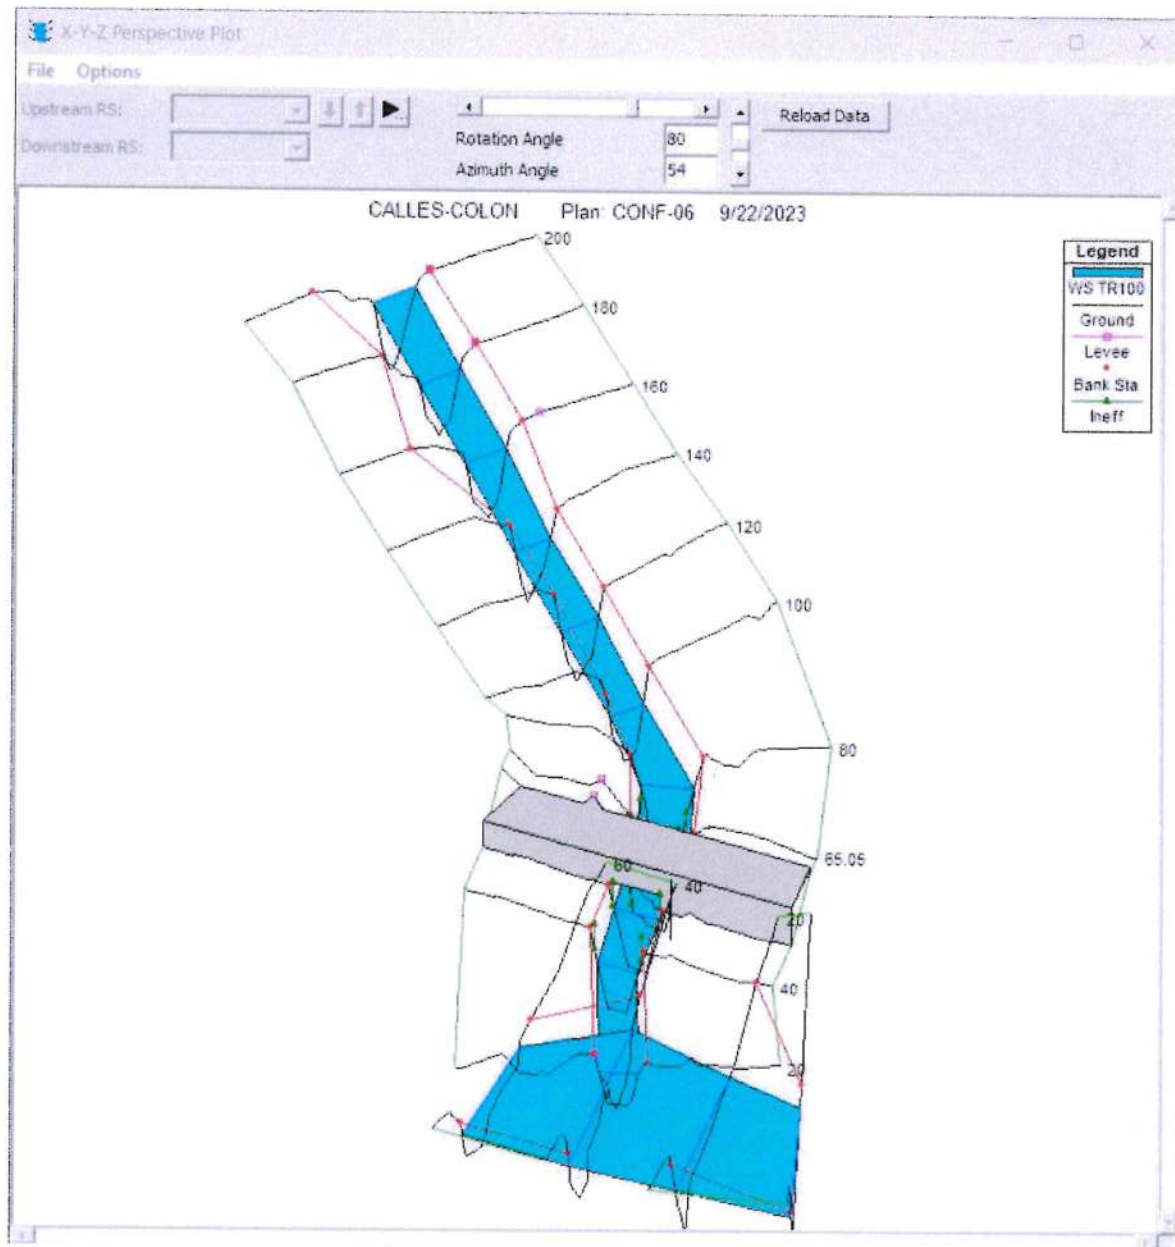 X-Y-Z Perspective Plot
File Options
Upstream RS:
Downstream RS:
Rotation Angle 80
Azimuth Angle 54
Reload Data
CALLES-COLON Plan: CONF-06 9/22/2023
Legend
WS TR100
Ground
Levee
Bank Sta
Ineff
200
180
160
140
120
100
80
65.05
60
40
20
40
20